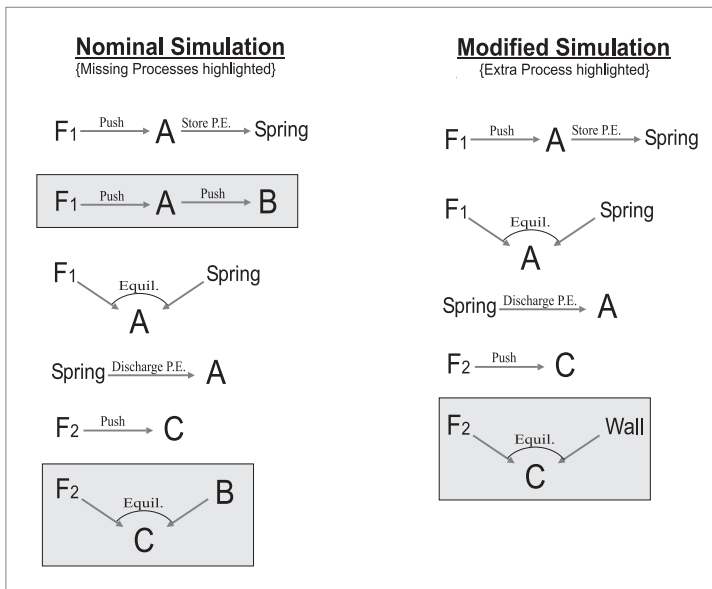 Nominal Simulation
{Missing Processes highlighted}
F1 Push A Store P.E. Spring
F1 Push A Push B
F1 Equil. Spring
A
Spring Discharge P.E. A
F2 Push C
F2 Equil. B
C
Modified Simulation
{Extra Process highlighted}
F1 Push A Store P.E. Spring
F1 Equil. Spring
A
Spring Discharge P.E. A
F2 Push C
F2 Equil. Wall
C